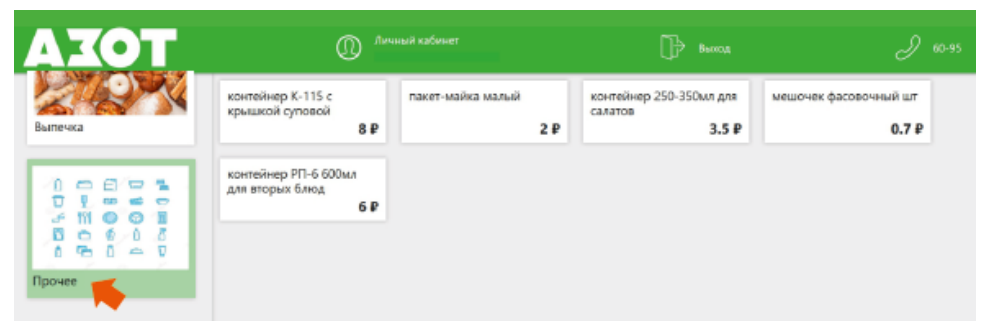 АЗОТ
Личный кабинет
Выход
60-95
Выпечка
Прочее
контейнер К-115 с
крышкой суповой
8 ₽
пакет-майка малый
2 ₽
контейнер 250-350мл для
салатов
3.5 ₽
мешочек фасовочный шт
0.7 ₽
контейнер РП-6 600мл
для вторых блюд
6 ₽